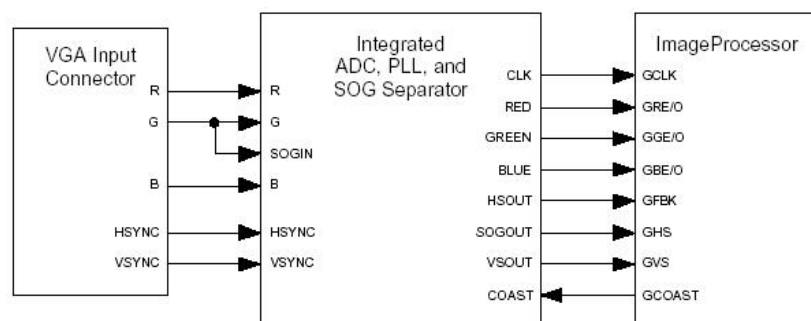 VGA Input
Connector
R
G
B
HSYNC
VSYNC
Integrated
ADC, PLL, and
SOG Separator
R
G
SOGIN
B
HSYNC
VSYNC
CLK
RED
GREEN
BLUE
HSOUT
SOGOUT
VSOUT
COAST
ImageProcessor
GCLK
GRE/O
GGE/O
GBE/O
GFBK
GHS
GVS
GCOAST